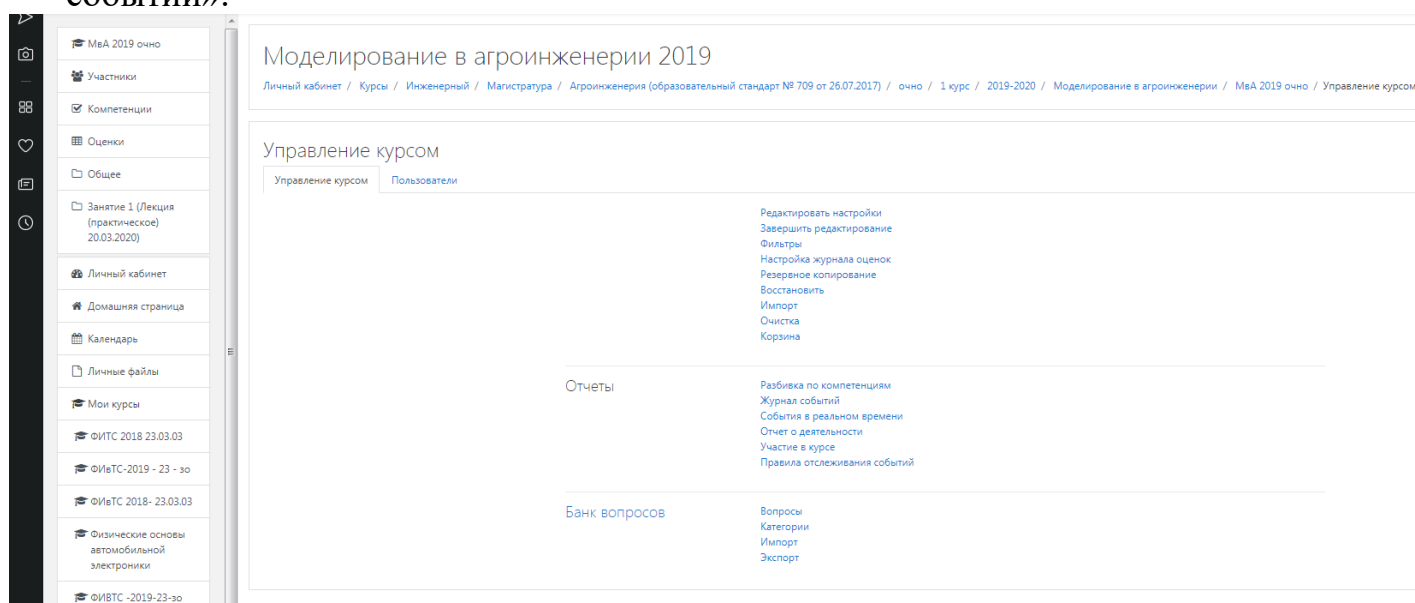 событий».
МвА 2019 очно
Участники
Компетенции
Оценки
Общее
Занятие 1 (Лекция
(практическое)
20.03.2020)
Личный кабинет
Домашняя страница
Календарь
Личные файлы
Мои курсы
ФИТС 2018 23.03.03
ФИвТС-2019 - 23 - зо
ФИвТС 2018- 23.03.03
Физические основы
автомобильной
электроники
ФИВТС -2019-23-зо
Моделирование в агроинженерии 2019
Личный кабинет / Курсы / Инженерный / Магистратура / Агроинженерия (образовательный стандарт № 709 от 26.07.2017) / очно / 1 курс / 2019-2020 / Моделирование в агроинженерии / МвА 2019 очно / Управление курсом
Управление курсом
Управление курсом Пользователи
Редактировать настройки
Завершить редактирование
Фильтры
Настройка журнала оценок
Резервное копирование
Восстановить
Импорт
Очистка
Корзина
Отчеты
Разбивка по компетенциям
Журнал событий
События в реальном времени
Отчет о деятельности
Участие в курсе
Правила отслеживания событий
Банк вопросов
Вопросы
Категории
Импорт
Экспорт